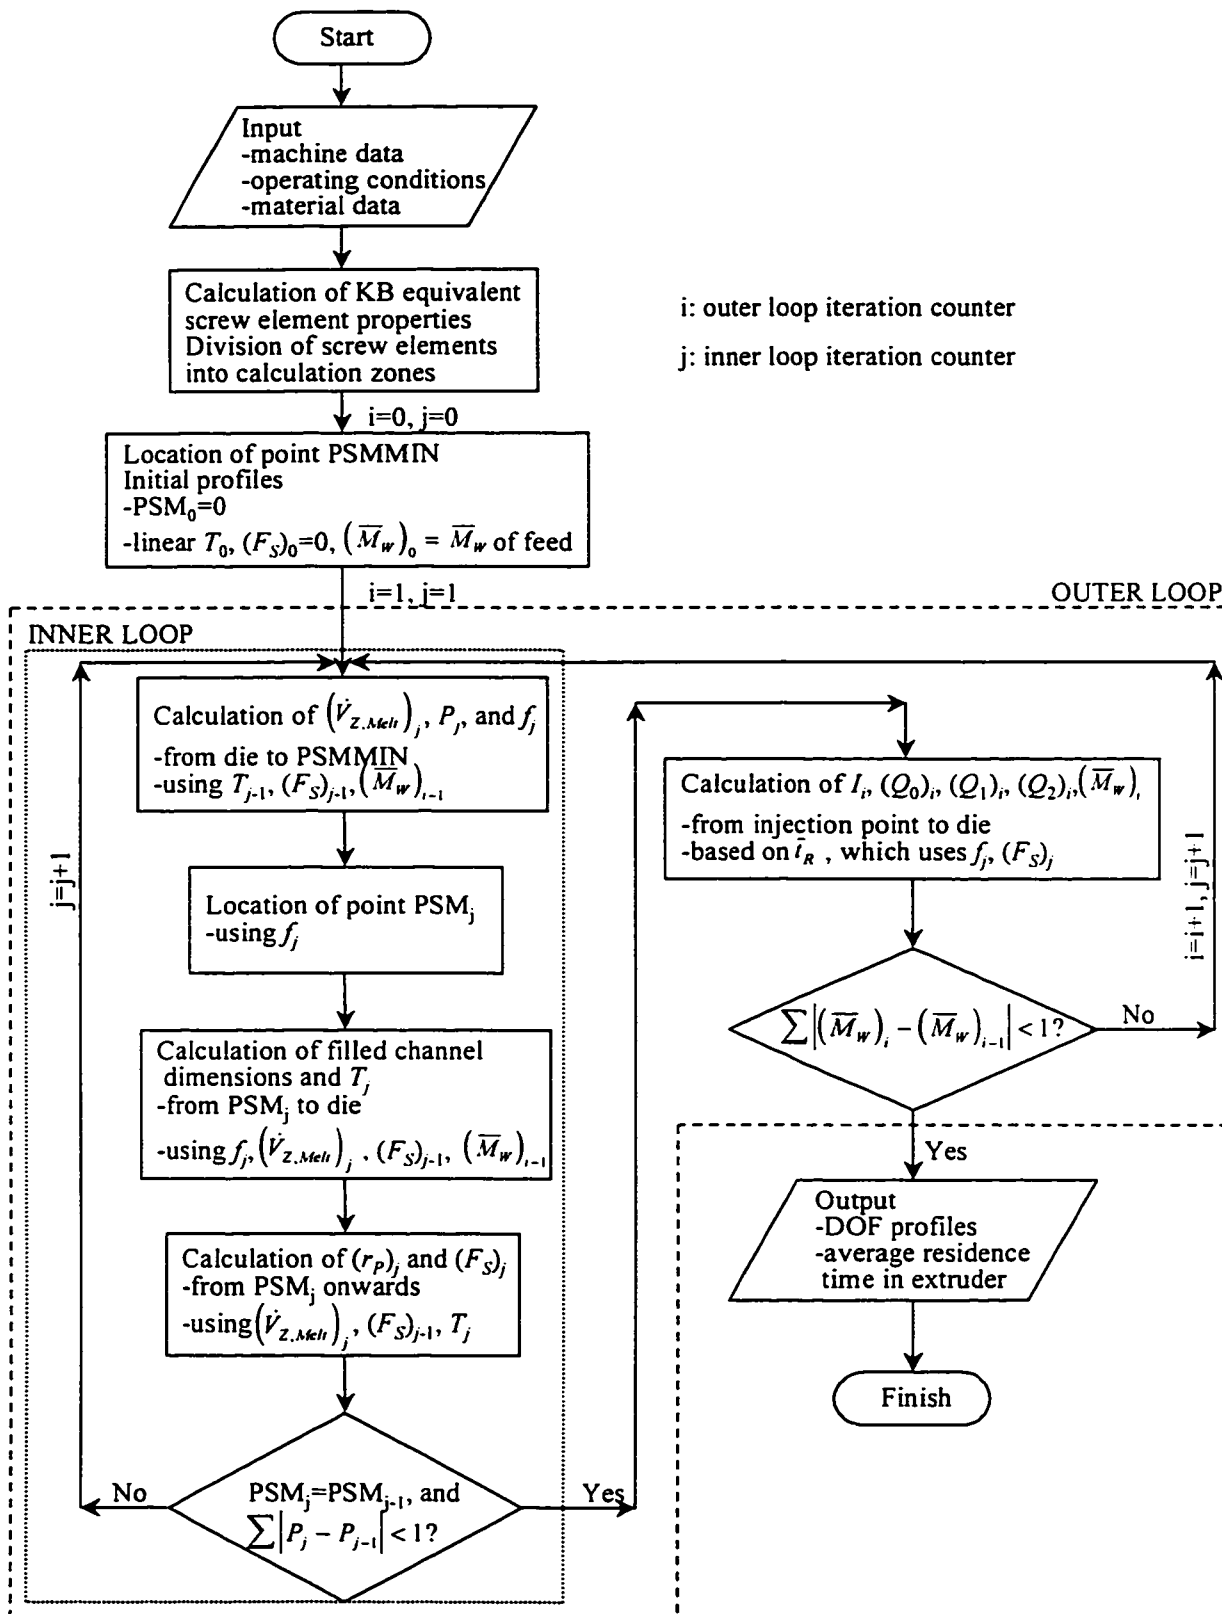 Start
Input
-machine data
-operating conditions
-material data
Calculation of KB equivalent
screw element properties
Division of screw elements
into calculation zones
i: outer loop iteration counter
j: inner loop iteration counter
i=0, j=0
Location of point PSMMIN
Initial profiles
-PSM₀=0
-linear T₀, (F_S)₀=0, (M̅_W)₀ = M̅_W of feed
i=1, j=1
OUTER LOOP
INNER LOOP
Calculation of (V̇_Z,Melt)_j, P_j, and f_j
-from die to PSMMIN
-using T_j-1, (F_S)_j-1, (M̅_W)_i-1
j=j+1
Location of point PSM_j
-using f_j
Calculation of filled channel
dimensions and T_j
-from PSM_j to die
-using f_j, (V̇_Z,Melt)_j, (F_S)_j-1, (M̅_W)_i-1
Calculation of (r_P)_j and (F_S)_j
-from PSM_j onwards
-using (V̇_Z,Melt)_j, (F_S)_j-1, T_j
No
PSM_j=PSM_j-1, and
∑|P_j − P_j−1| < 1?
Yes
Calculation of I_i, (Q₀)_i, (Q₁)_i, (Q₂)_i, (M̅_W)_i
-from injection point to die
-based on t̅_R , which uses f_j, (F_S)_j
i=i+1, j=j+1
∑|(M̅_W)_i − (M̅_W)_i−1| < 1?
No
Yes
Output
-DOF profiles
-average residence
time in extruder
Finish